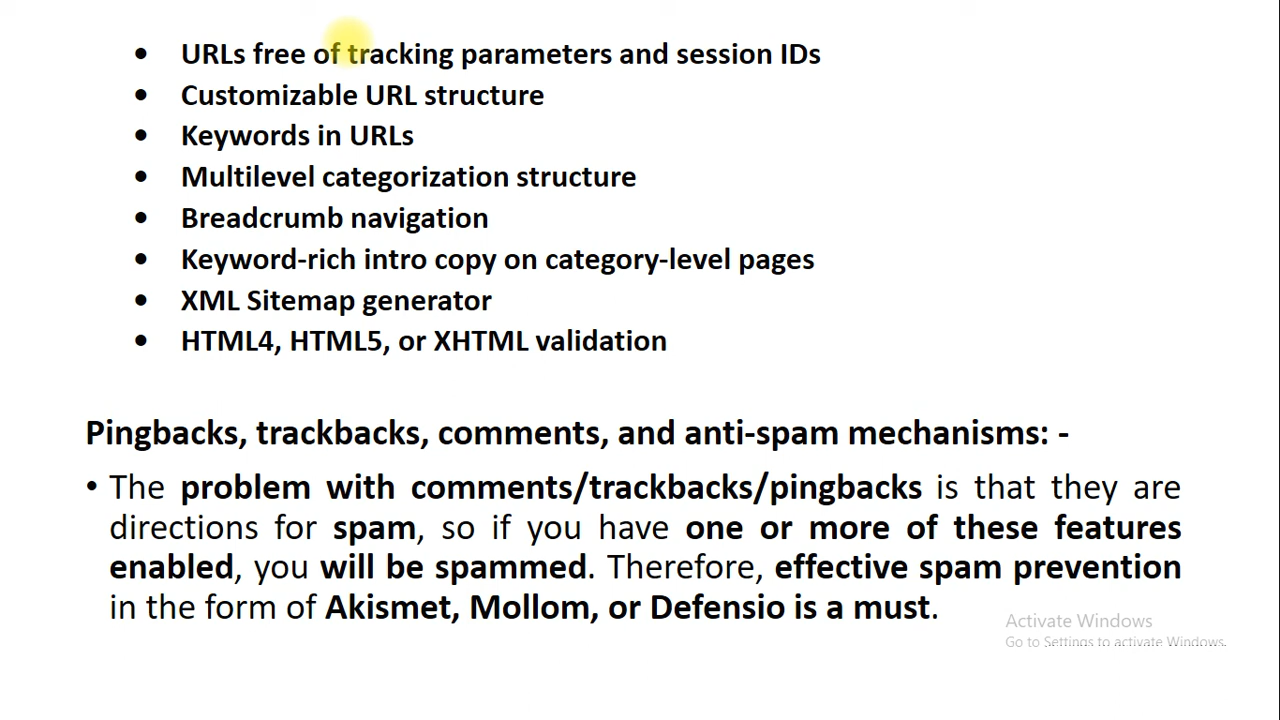 • URLs free of tracking parameters and session IDs
• Customizable URL structure
• Keywords in URLs
• Multilevel categorization structure
• Breadcrumb navigation
• Keyword-rich intro copy on category-level pages
• XML Sitemap generator
• HTML4, HTML5, or XHTML validation
Pingbacks, trackbacks, comments, and anti-spam mechanisms: -
• The problem with comments/trackbacks/pingbacks is that they are
directions for spam, so if you have one or more of these features
enabled, you will be spammed. Therefore, effective spam prevention
in the form of Akismet, Mollom, or Defensio is a must.
Activate Windows
Go to Settings to activate Windows.